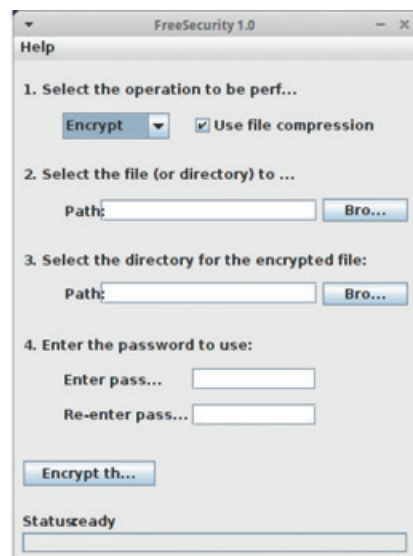 FreeSecurity 1.0
Help
1. Select the operation to be perf...
Encrypt Use file compression
2. Select the file (or directory) to ...
Path: Bro...
3. Select the directory for the encrypted file:
Path: Bro...
4. Enter the password to use:
Enter pass...
Re-enter pass...
Encrypt th...
Status:ready